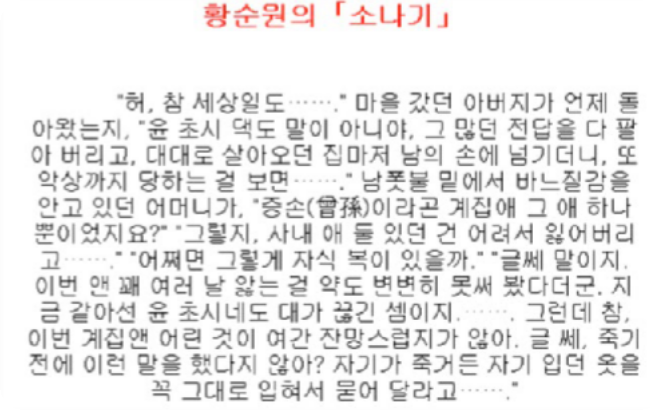 황순원의 「소나기」
"허, 참 세상일도……." 마을 갔던 아버지가 언제 돌
아왔는지, "윤 초시 댁도 말이 아니야, 그 많던 전답을 다 팔
아 버리고, 대대로 살아오던 집마저 남의 손에 넘기더니, 또
악상까지 당하는 걸 보면……." 남폿불 밑에서 바느질감을
안고 있던 어머니가, "증손(曾孫)이라곤 계집애 그 애 하나
뿐이었지요?" "그렇지, 사내 애 둘 있던 건 어려서 잃어버리
고……." "어쩌면 그렇게 자식 복이 있을까." "글쎄 말이지.
이번 앤 꽤 여러 날 앓는 걸 약도 변변히 못써 봤다더군. 지
금 같아선 윤 초시네도 대가 끊긴 셈이지.……. 그런데 참,
이번 계집앤 어린 것이 여간 잔망스럽지가 않아. 글 쎄, 죽기
전에 이런 말을 했다지 않아? 자기가 죽거든 자기 입던 옷을
꼭 그대로 입혀서 묻어 달라고……."